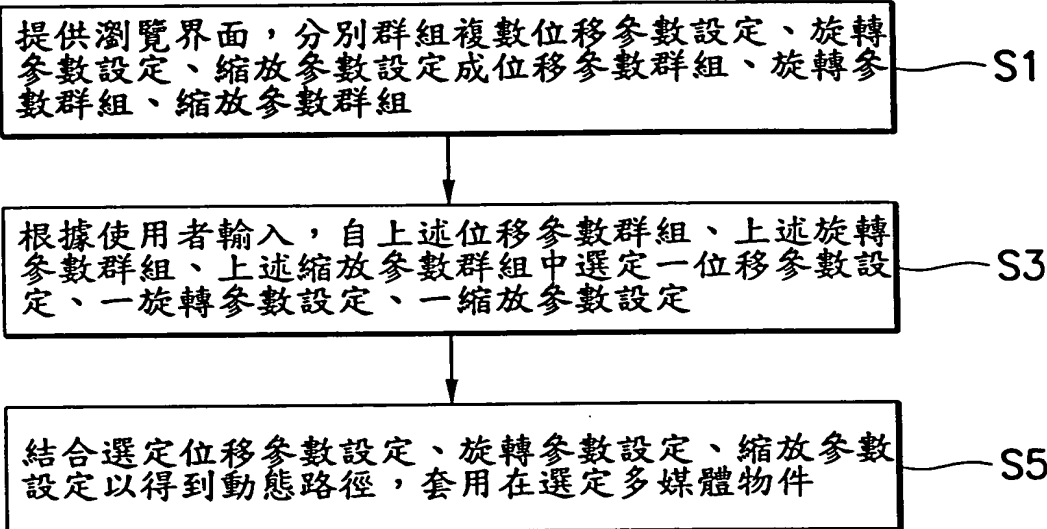 提供瀏覽界面，分別群組複數位移參數設定、旋轉
參數設定、縮放參數設定成位移參數群組、旋轉參
數群組、縮放參數群組
S1
根據使用者輸入，自上述位移參數群組、上述旋轉
參數群組、上述縮放參數群組中選定一位移參數設
定、一旋轉參數設定、一縮放參數設定
S3
結合選定位移參數設定、旋轉參數設定、縮放參數
設定以得到動態路徑，套用在選定多媒體物件
S5